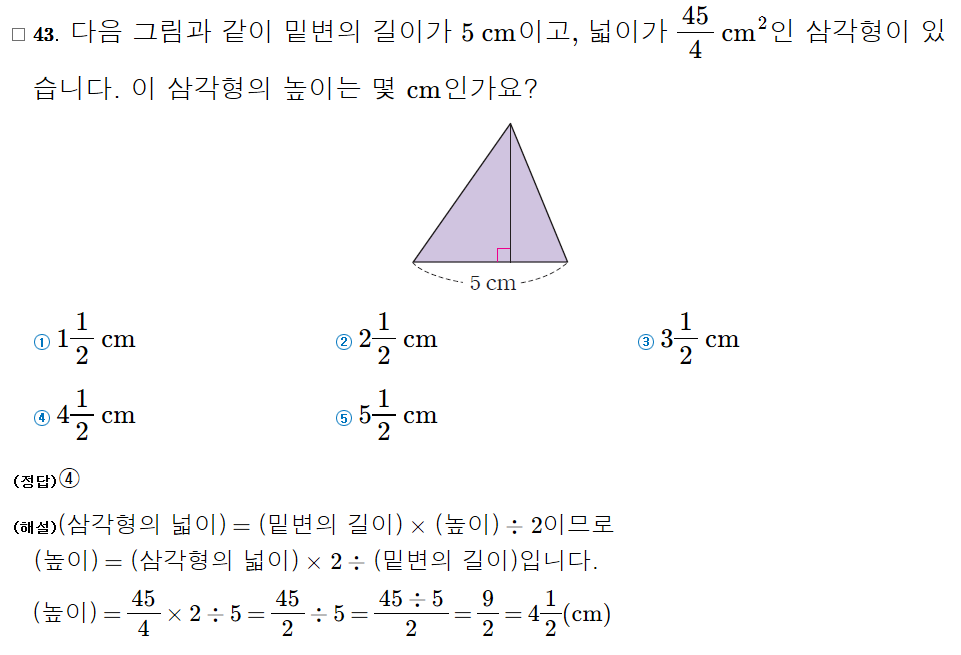 □ 43. 다음 그림과 같이 밑변의 길이가 5 cm이고, 넓이가 45/4 cm²인 삼각형이 있
습니다. 이 삼각형의 높이는 몇 cm인가요?
5 cm
① 1 1/2 cm ② 2 1/2 cm ③ 3 1/2 cm
④ 4 1/2 cm ⑤ 5 1/2 cm
(정답)④
(해설)(삼각형의 넓이) = (밑변의 길이) × (높이) ÷ 2이므로
(높이) = (삼각형의 넓이) × 2 ÷ (밑변의 길이)입니다.
(높이) = 45/4 × 2 ÷ 5 = 45/2 ÷ 5 = (45 ÷ 5)/2 = 9/2 = 4 1/2 (cm)